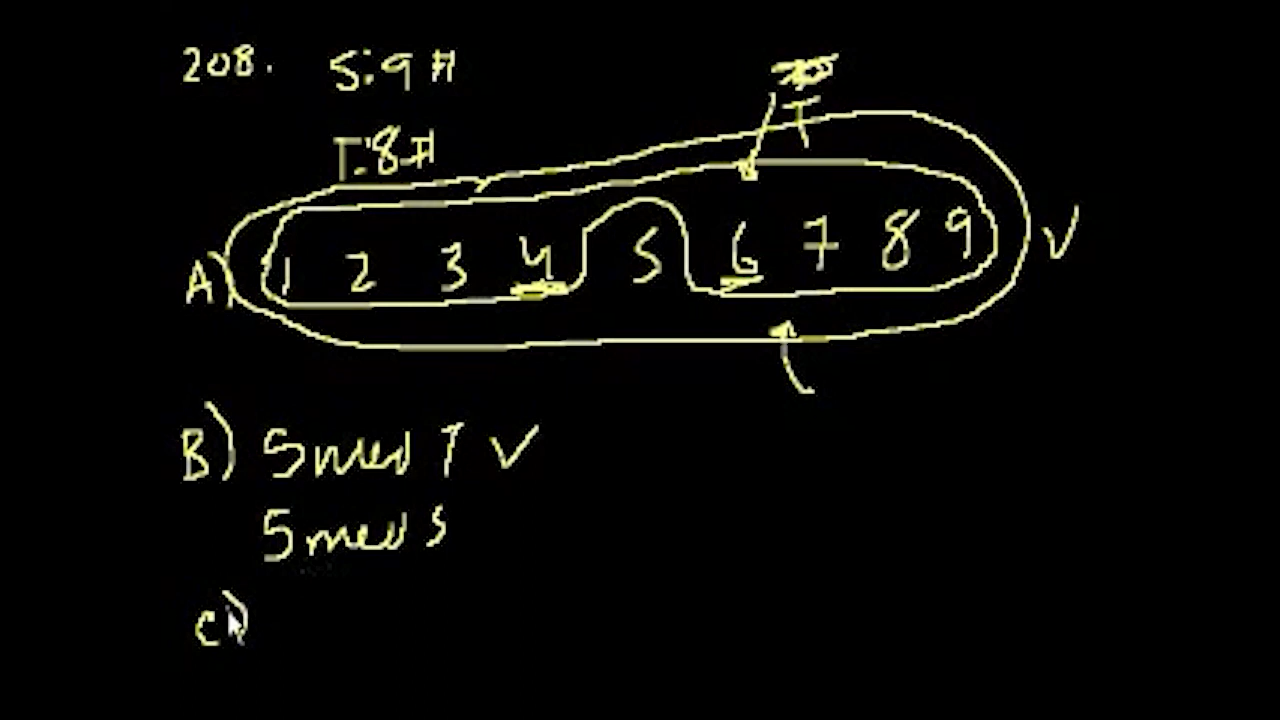 208. S:9 #
T:8 #
T
A) 1 2 3 4 5 6 7 8 9 ✓
B) 5 med T ✓
5 med S
C)